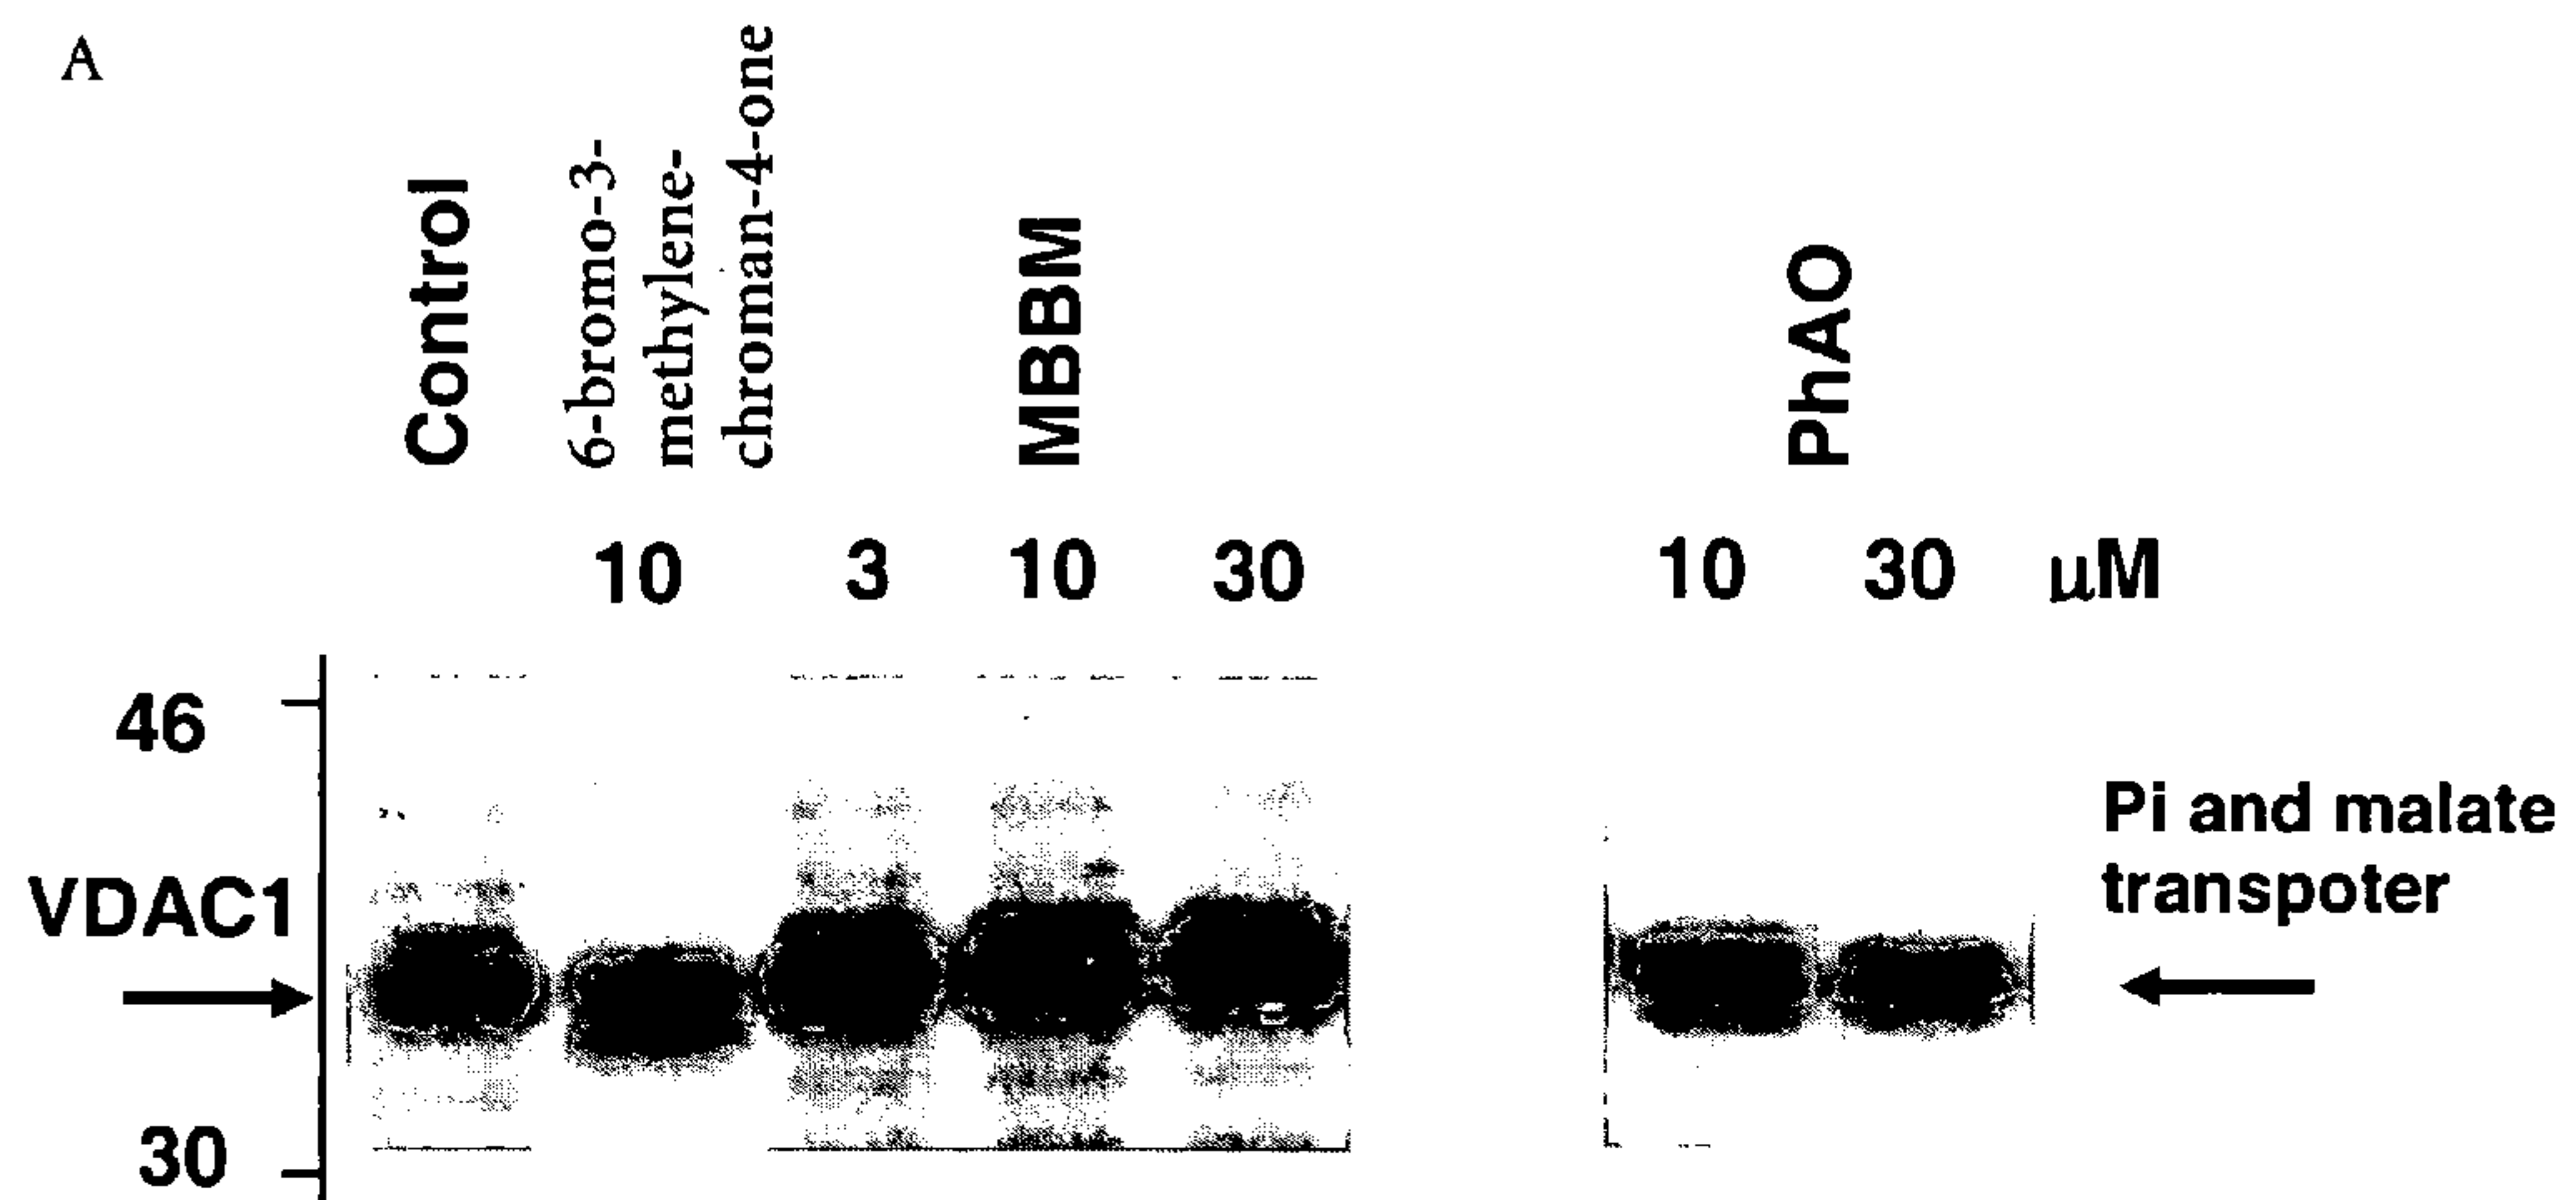 A
Control
6-bromo-3-
methylene-
chroman-4-one
MBBM
PhAO
10 3 10 30 10 30 μM
46
VDAC1
30
Pi and malate
transpoter